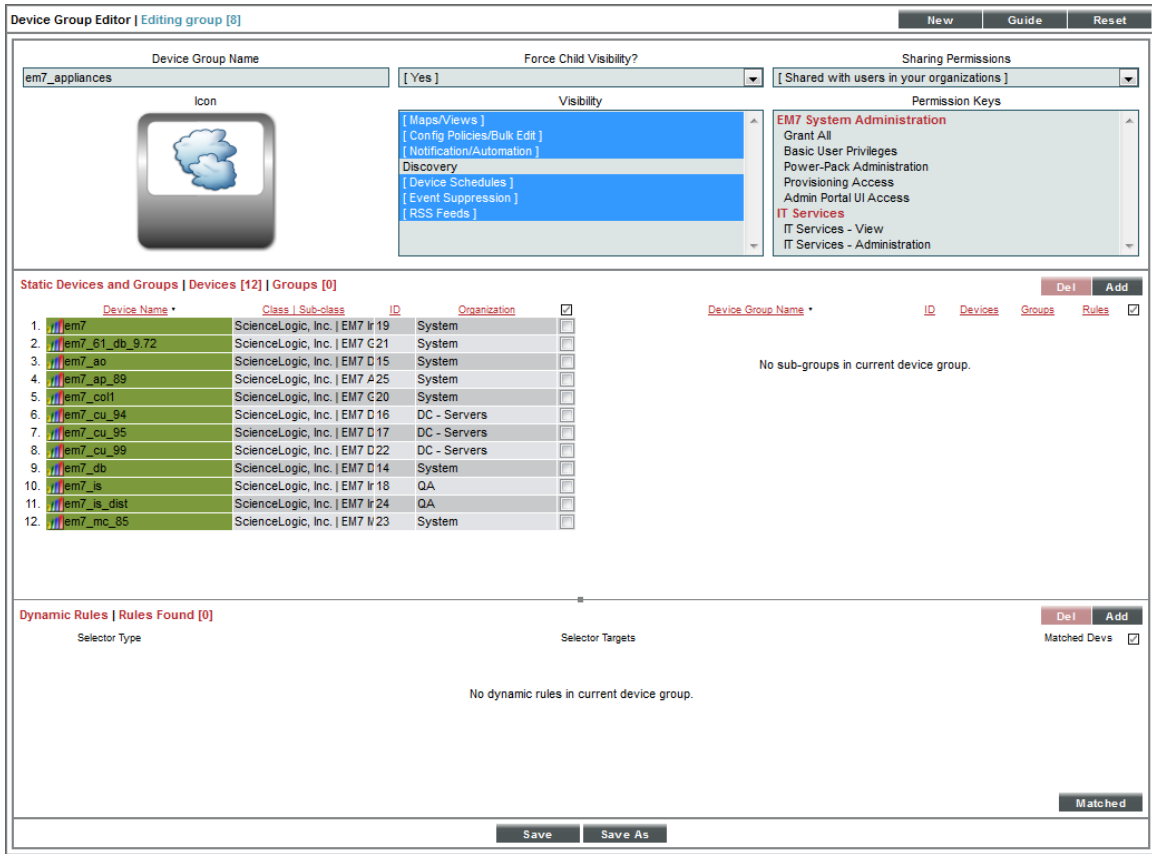 Device Group Editor | Editing group [8] New Guide Reset
Device Group Name Force Child Visibility? Sharing Permissions
em7_appliances [ Yes ] [ Shared with users in your organizations ]
Icon Visibility Permission Keys
[ Maps/Views ]
[ Config Policies/Bulk Edit ]
[ Notification/Automation ]
Discovery
[ Device Schedules ]
[ Event Suppression ]
[ RSS Feeds ]
EM7 System Administration
Grant All
Basic User Privileges
Power-Pack Administration
Provisioning Access
Admin Portal UI Access
IT Services
IT Services - View
IT Services - Administration
Static Devices and Groups | Devices [12] | Groups [0] Del Add
Device Name Class | Sub-class ID Organization Device Group Name ID Devices Groups Rules
1. em7 ScienceLogic, Inc. | EM7 Ir 19 System
2. em7_61_db_9.72 ScienceLogic, Inc. | EM7 G 21 System
3. em7_ao ScienceLogic, Inc. | EM7 D 15 System
4. em7_ap_89 ScienceLogic, Inc. | EM7 A 25 System
5. em7_col1 ScienceLogic, Inc. | EM7 G 20 System
6. em7_cu_94 ScienceLogic, Inc. | EM7 D 16 DC - Servers
7. em7_cu_95 ScienceLogic, Inc. | EM7 D 17 DC - Servers
8. em7_cu_99 ScienceLogic, Inc. | EM7 D 22 DC - Servers
9. em7_db ScienceLogic, Inc. | EM7 D 14 System
10. em7_is ScienceLogic, Inc. | EM7 Ir 18 QA
11. em7_is_dist ScienceLogic, Inc. | EM7 Ir 24 QA
12. em7_mc_85 ScienceLogic, Inc. | EM7 M 23 System
No sub-groups in current device group.
Dynamic Rules | Rules Found [0] Del Add
Selector Type Selector Targets Matched Devs
No dynamic rules in current device group.
Matched
Save Save As